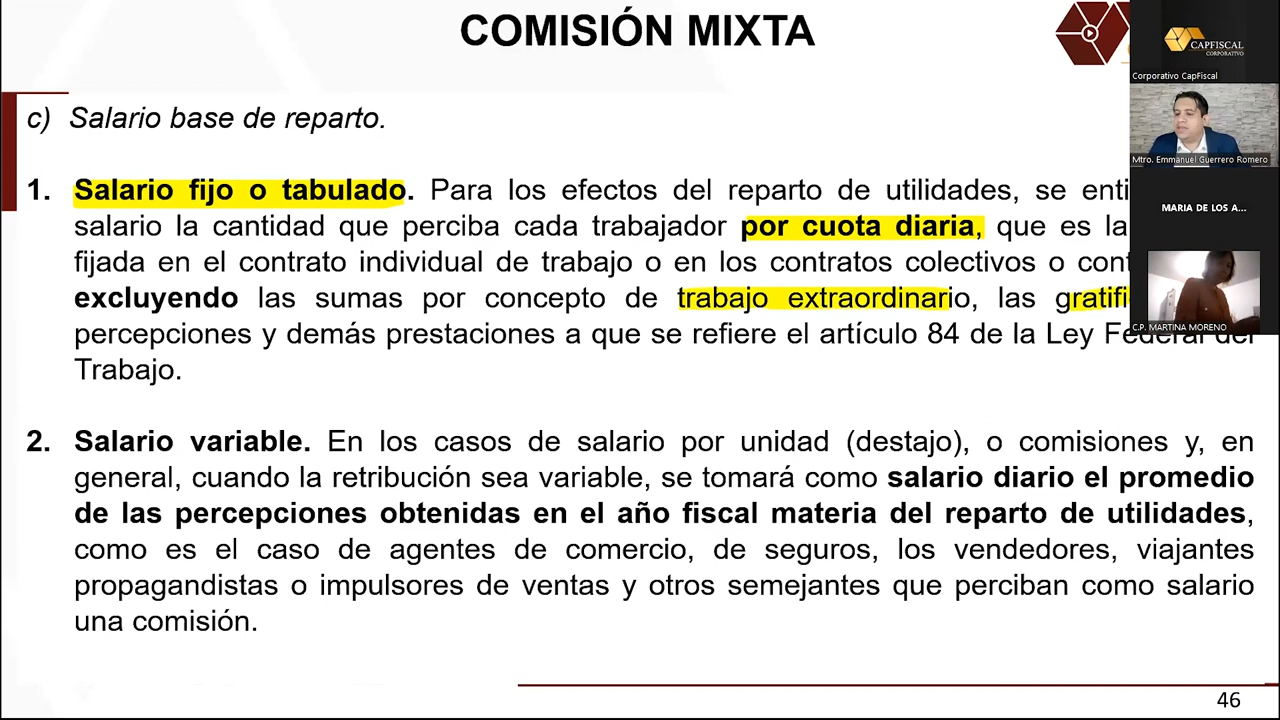 COMISIÓN MIXTA
CAPFISCAL
CORPORATIVO
Corporativo CapFiscal
Mtro. Emmanuel Guerrero Romero
MARIA DE LOS A...
C.P. MARTINA MORENO
c) Salario base de reparto.
1. Salario fijo o tabulado. Para los efectos del reparto de utilidades, se
salario la cantidad que perciba cada trabajador por cuota diaria, que es la
fijada en el contrato individual de trabajo o en los contratos colectivos o
excluyendo las sumas por concepto de trabajo extraordinario, las
percepciones y demás prestaciones a que se refiere el artículo 84 de la Ley Federal del
Trabajo.
2. Salario variable. En los casos de salario por unidad (destajo), o comisiones y, en
general, cuando la retribución sea variable, se tomará como salario diario el promedio
de las percepciones obtenidas en el año fiscal materia del reparto de utilidades,
como es el caso de agentes de comercio, de seguros, los vendedores, viajantes
propagandistas o impulsores de ventas y otros semejantes que perciban como salario
una comisión.
46